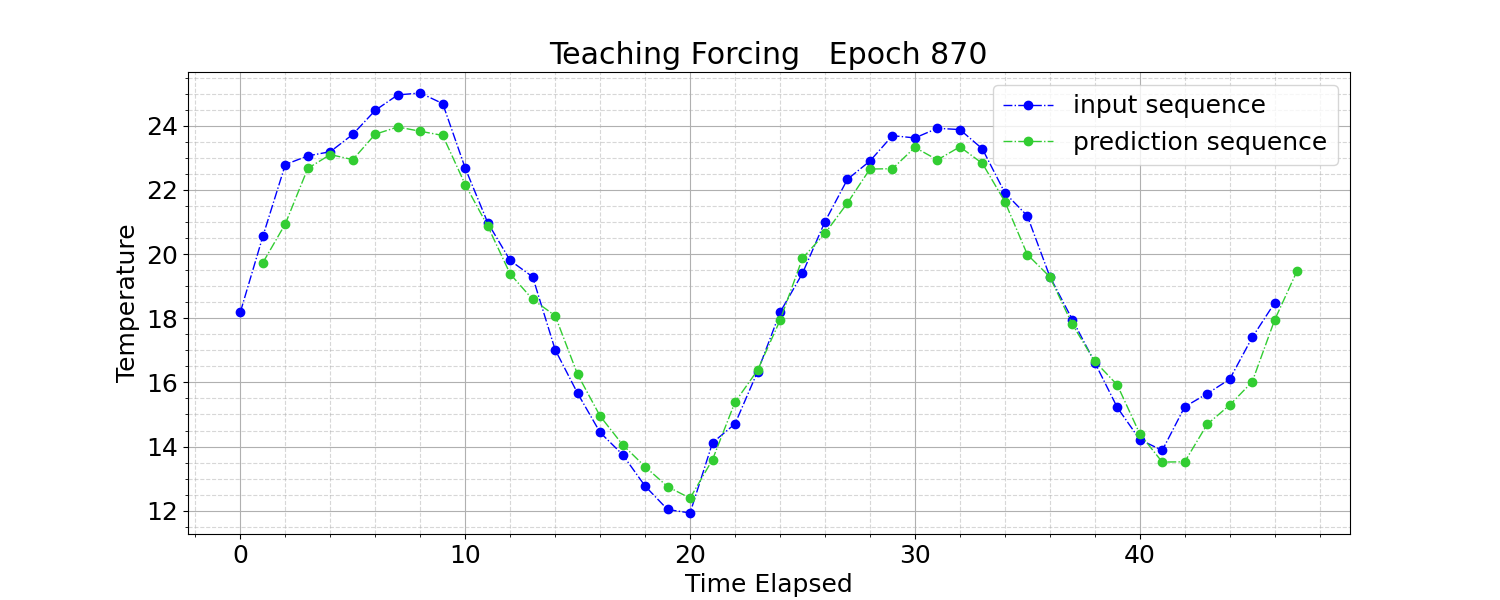 Teaching Forcing   Epoch 870
input sequence
prediction sequence
Temperature
24
22
20
18
16
14
12
0 10 20 30 40
Time Elapsed